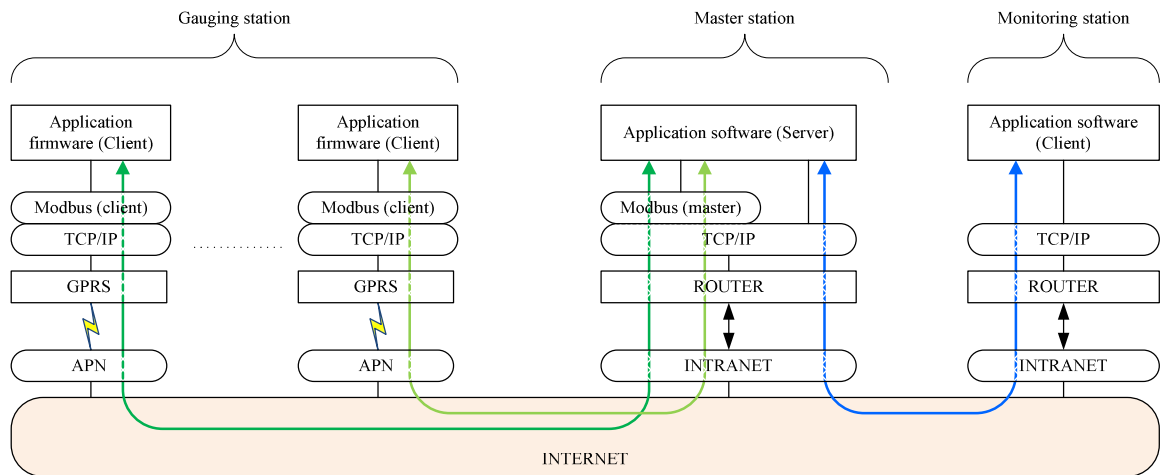 Gauging station
Master station
Monitoring station
Application
firmware (Client)
Application
firmware (Client)
Application software (Server)
Application software
(Client)
Modbus (client)
Modbus (client)
Modbus (master)
TCP/IP
TCP/IP
TCP/IP
TCP/IP
GPRS
GPRS
ROUTER
ROUTER
APN
APN
INTRANET
INTRANET
INTERNET